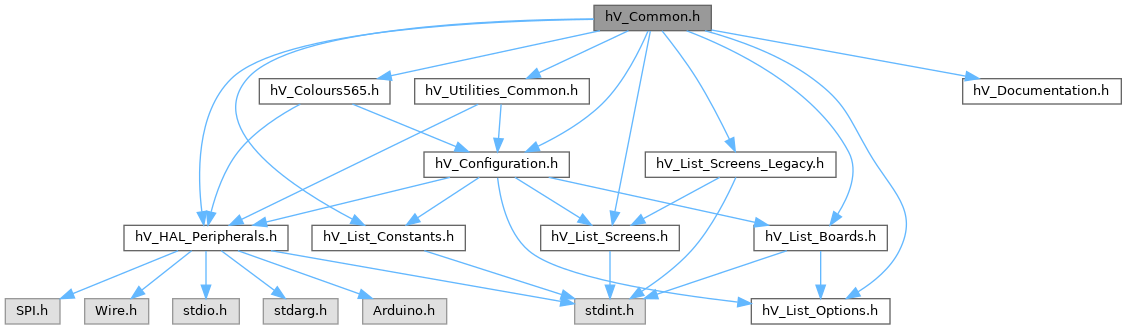 hV_Common.h
hV_Colours565.h
hV_Utilities_Common.h
hV_Documentation.h
hV_Configuration.h
hV_List_Screens_Legacy.h
hV_HAL_Peripherals.h
hV_List_Constants.h
hV_List_Screens.h
hV_List_Boards.h
SPI.h
Wire.h
stdio.h
stdarg.h
Arduino.h
stdint.h
hV_List_Options.h